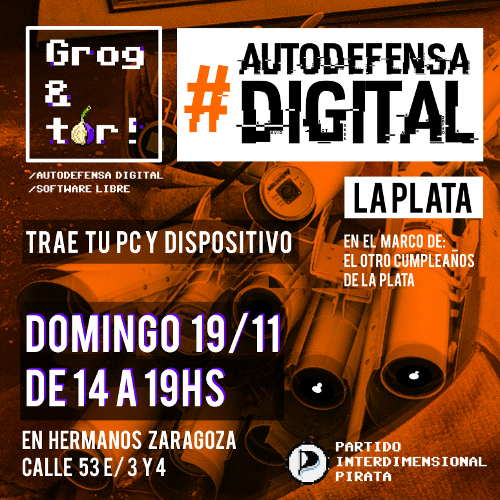 Grog
&
tor!
/AUTODEFENSA DIGITAL
/SOFTWARE LIBRE
#AUTODEFENSA
DIGITAL
LA PLATA
EN EL MARCO DE:
EL OTRO CUMPLEAÑOS
DE LA PLATA
TRAE TU PC Y DISPOSITIVO
DOMINGO 19/11
DE 14 A 19HS
EN HERMANOS ZARAGOZA
CALLE 53 E/ 3 Y 4
PARTIDO
INTERDIMENSIONAL
PIRATA